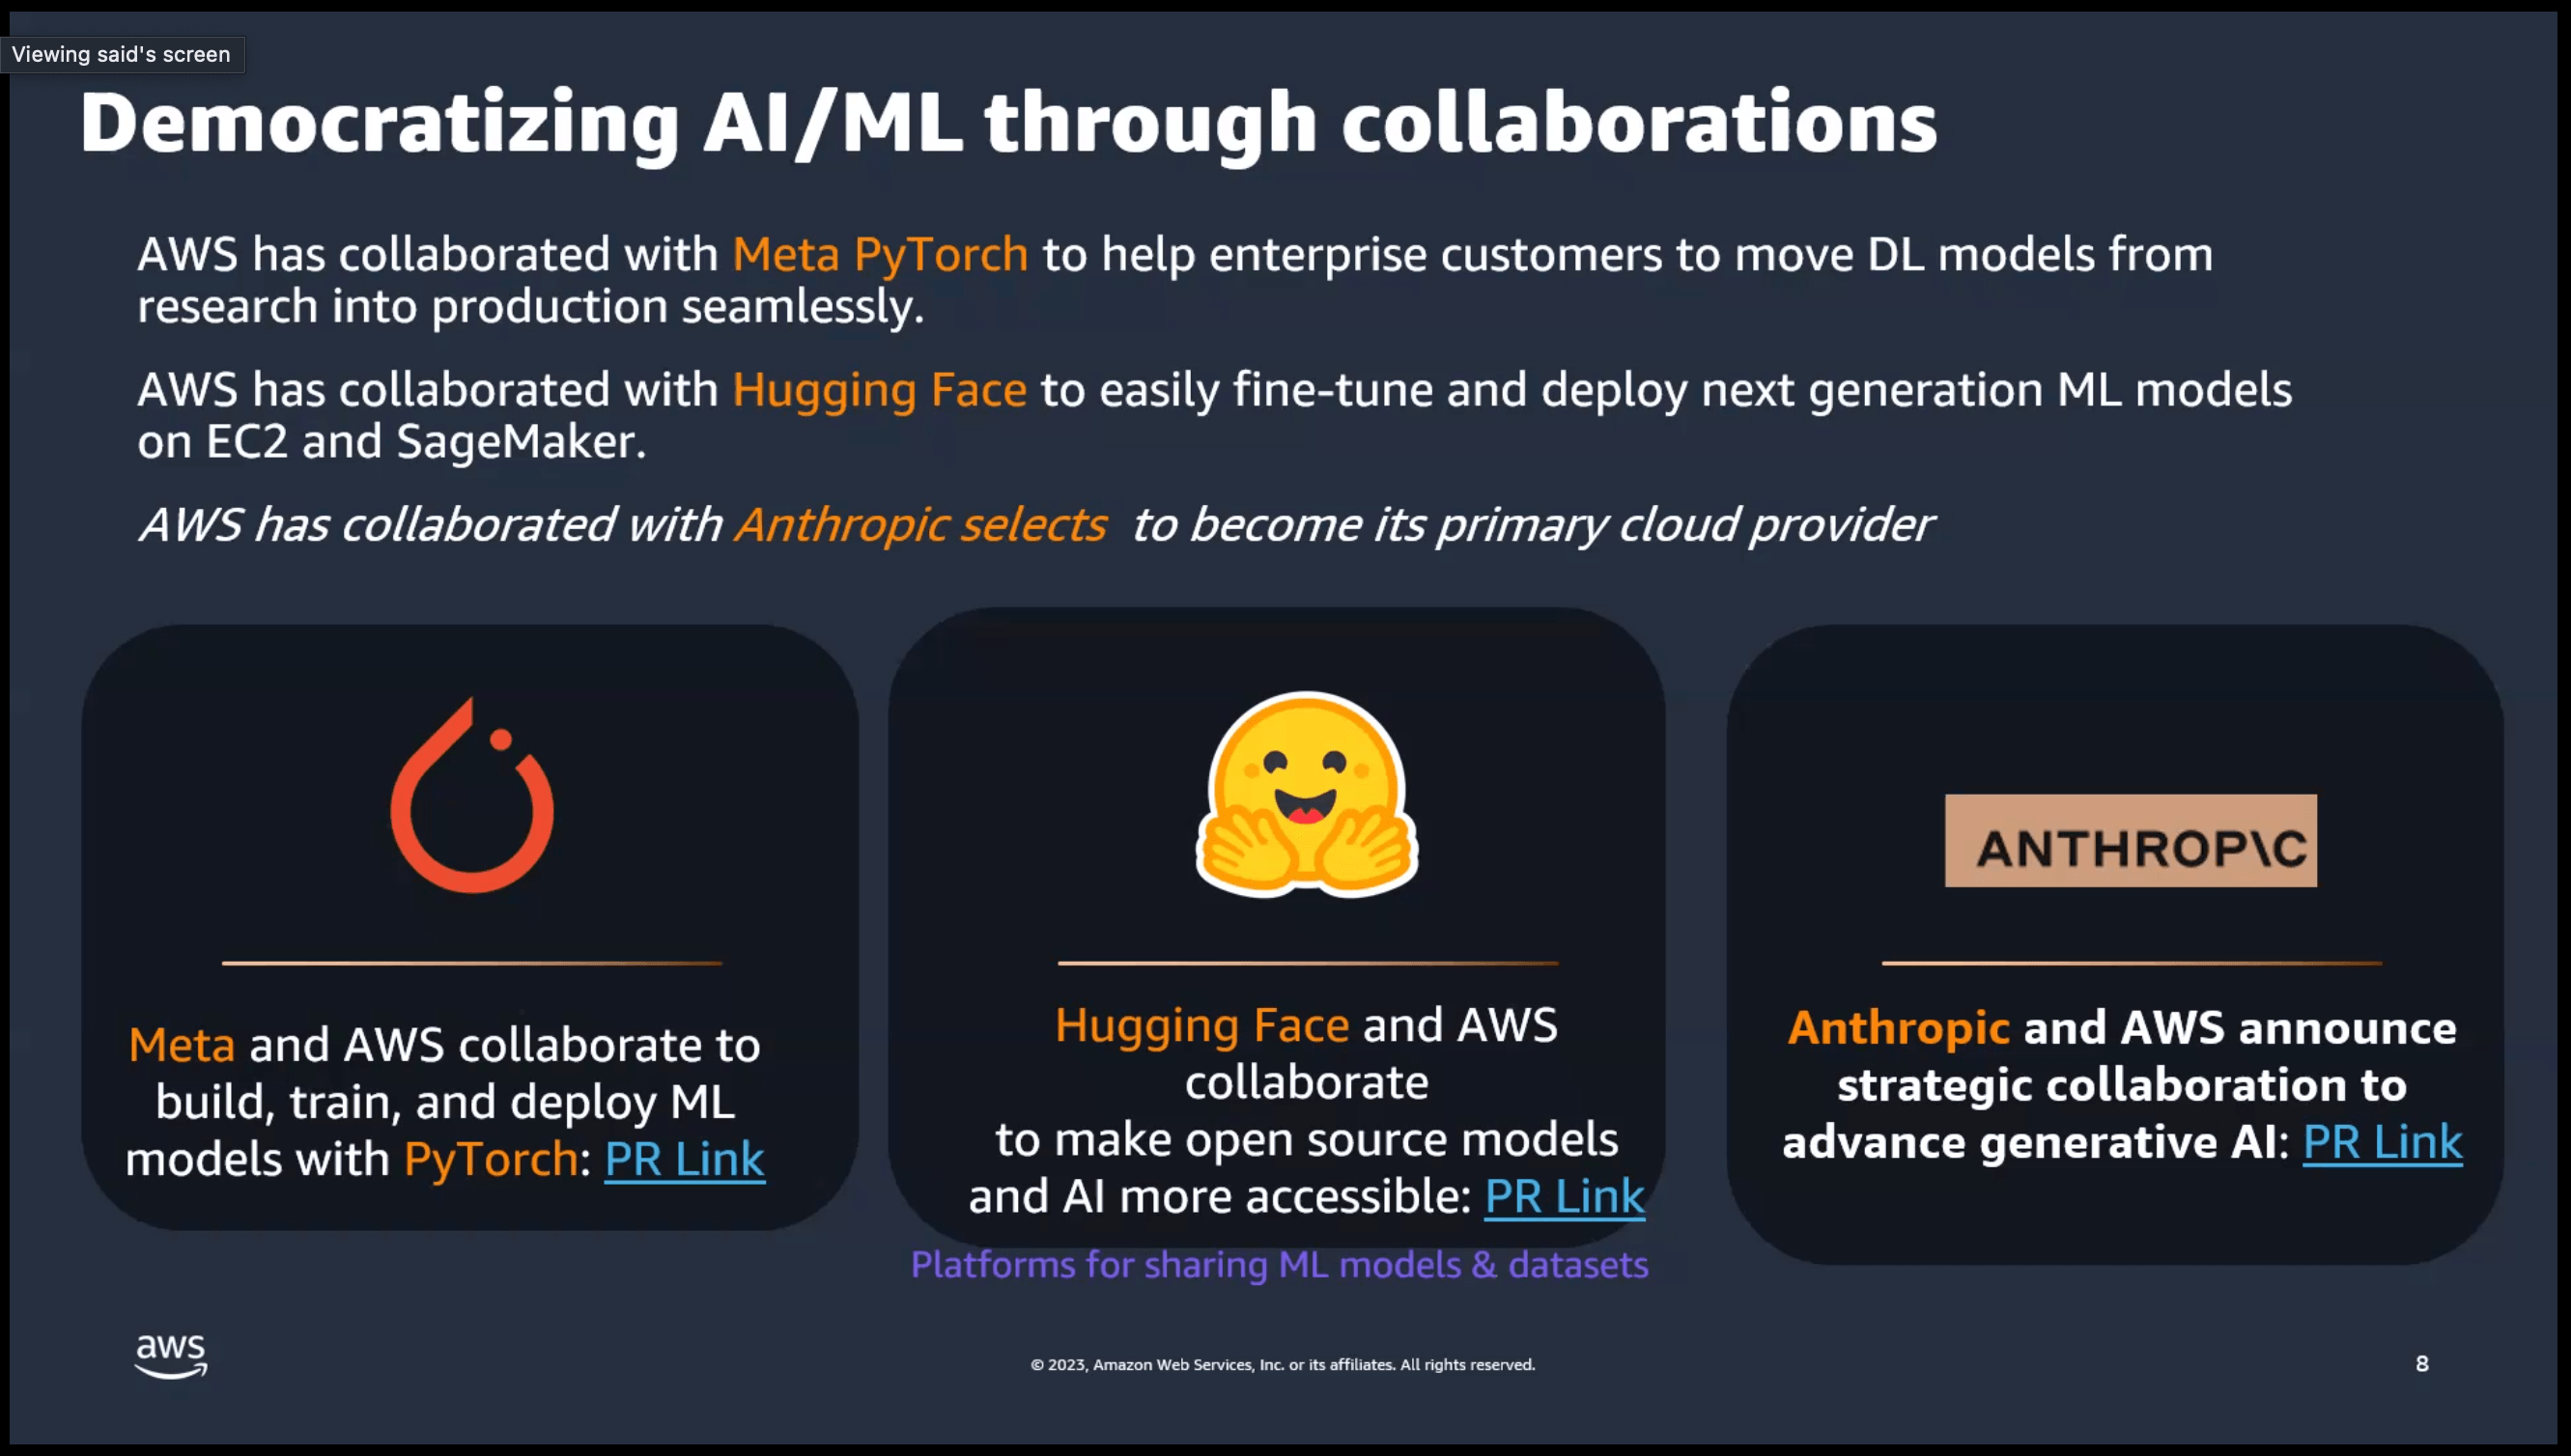 Viewing said's screen
Democratizing AI/ML through collaborations
AWS has collaborated with Meta PyTorch to help enterprise customers to move DL models from
research into production seamlessly.
AWS has collaborated with Hugging Face to easily fine-tune and deploy next generation ML models
on EC2 and SageMaker.
AWS has collaborated with Anthropic selects to become its primary cloud provider
Meta and AWS collaborate to
build, train, and deploy ML
models with PyTorch: PR Link
Hugging Face and AWS
collaborate
to make open source models
and AI more accessible: PR Link
Platforms for sharing ML models & datasets
ANTHROP\C
Anthropic and AWS announce
strategic collaboration to
advance generative AI: PR Link
aws
© 2023, Amazon Web Services, Inc. or its affiliates. All rights reserved.
8